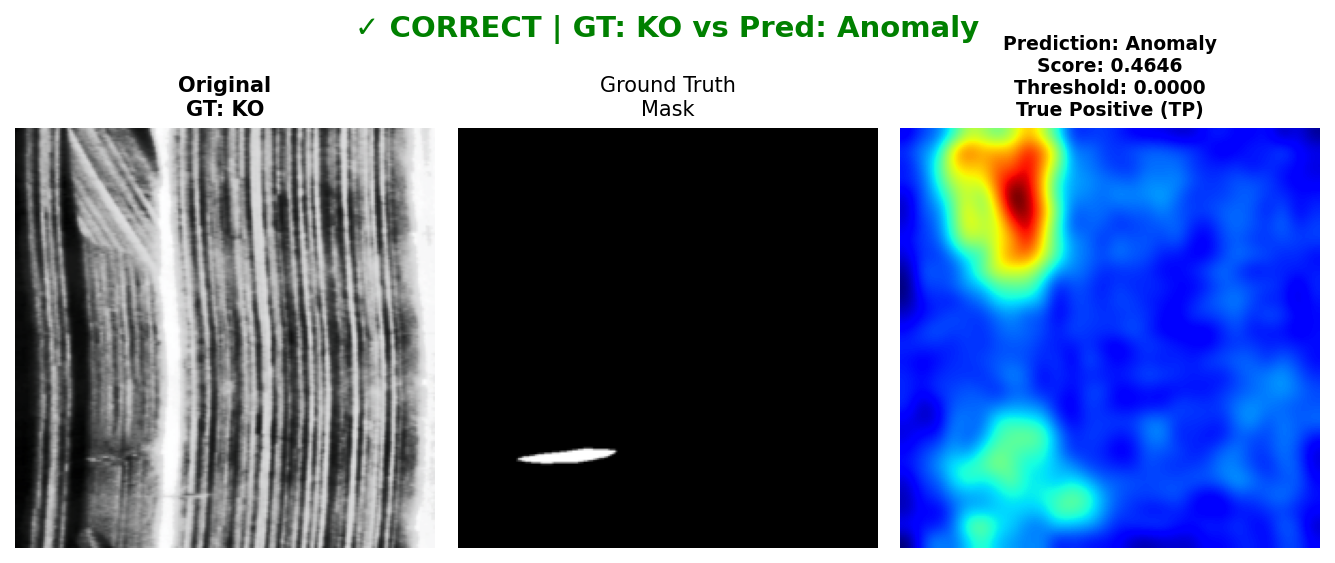 ✓ CORRECT | GT: KO vs Pred: Anomaly
Original
GT: KO
Ground Truth
Mask
Prediction: Anomaly
Score: 0.4646
Threshold: 0.0000
True Positive (TP)